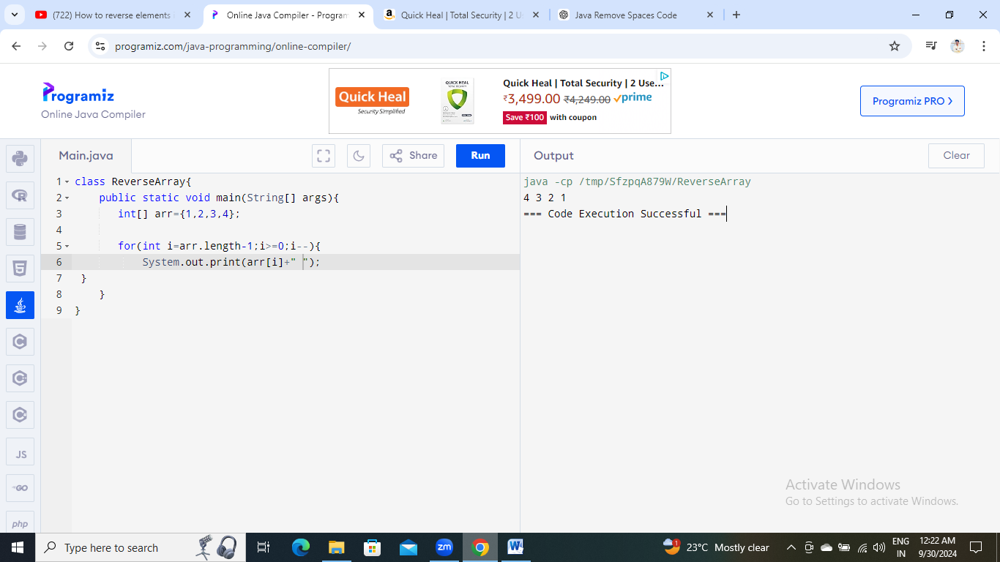 (722) How to reverse elements
Online Java Compiler - Program
Quick Heal | Total Security | 2 U
Java Remove Spaces Code
programiz.com/java-programming/online-compiler/
Programiz
Online Java Compiler
Quick Heal
Security Simplified
QUICK HEAL
Quick Heal | Total Security | 2 Use...
₹3,499.00 ₹4,249.00 prime
Save ₹100 with coupon
Programiz PRO >
Main.java
Share
Run
Output
Clear
1 class ReverseArray{
2 public static void main(String[] args){
3 int[] arr={1,2,3,4};
4
5 for(int i=arr.length-1;i>=0;i--){
6 System.out.print(arr[i]+" ");
7 }
8 }
9 }
java -cp /tmp/SfzpqA879W/ReverseArray
4 3 2 1
=== Code Execution Successful ===
JS
GO
php
Activate Windows
Go to Settings to activate Windows.
Type here to search
zm
W
1
23°C Mostly clear
ENG
IN
12:22 AM
9/30/2024